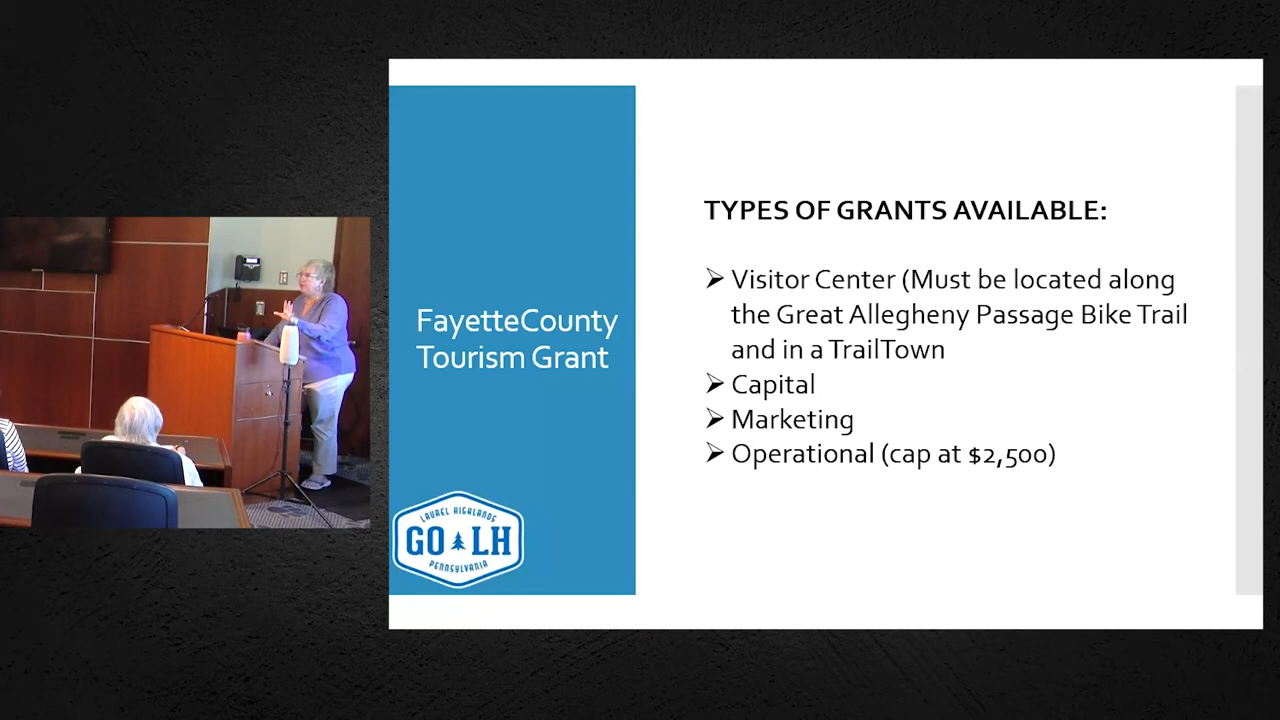 TYPES OF GRANTS AVAILABLE:
➢ Visitor Center (Must be located along
the Great Allegheny Passage Bike Trail
and in a TrailTown
➢ Capital
➢ Marketing
➢ Operational (cap at $2,500)
FayetteCounty
Tourism Grant
LAUREL HIGHLANDS
GO LH
PENNSYLVANIA